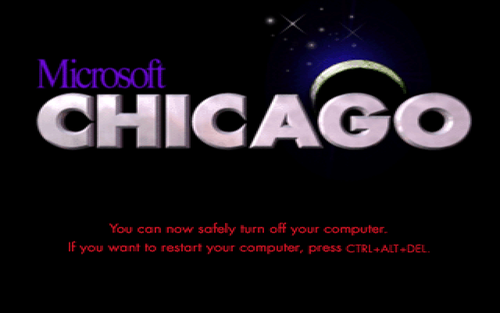 Microsoft
CHICAGO
You can now safely turn off your computer.
If you want to restart your computer, press CTRL+ALT+DEL.